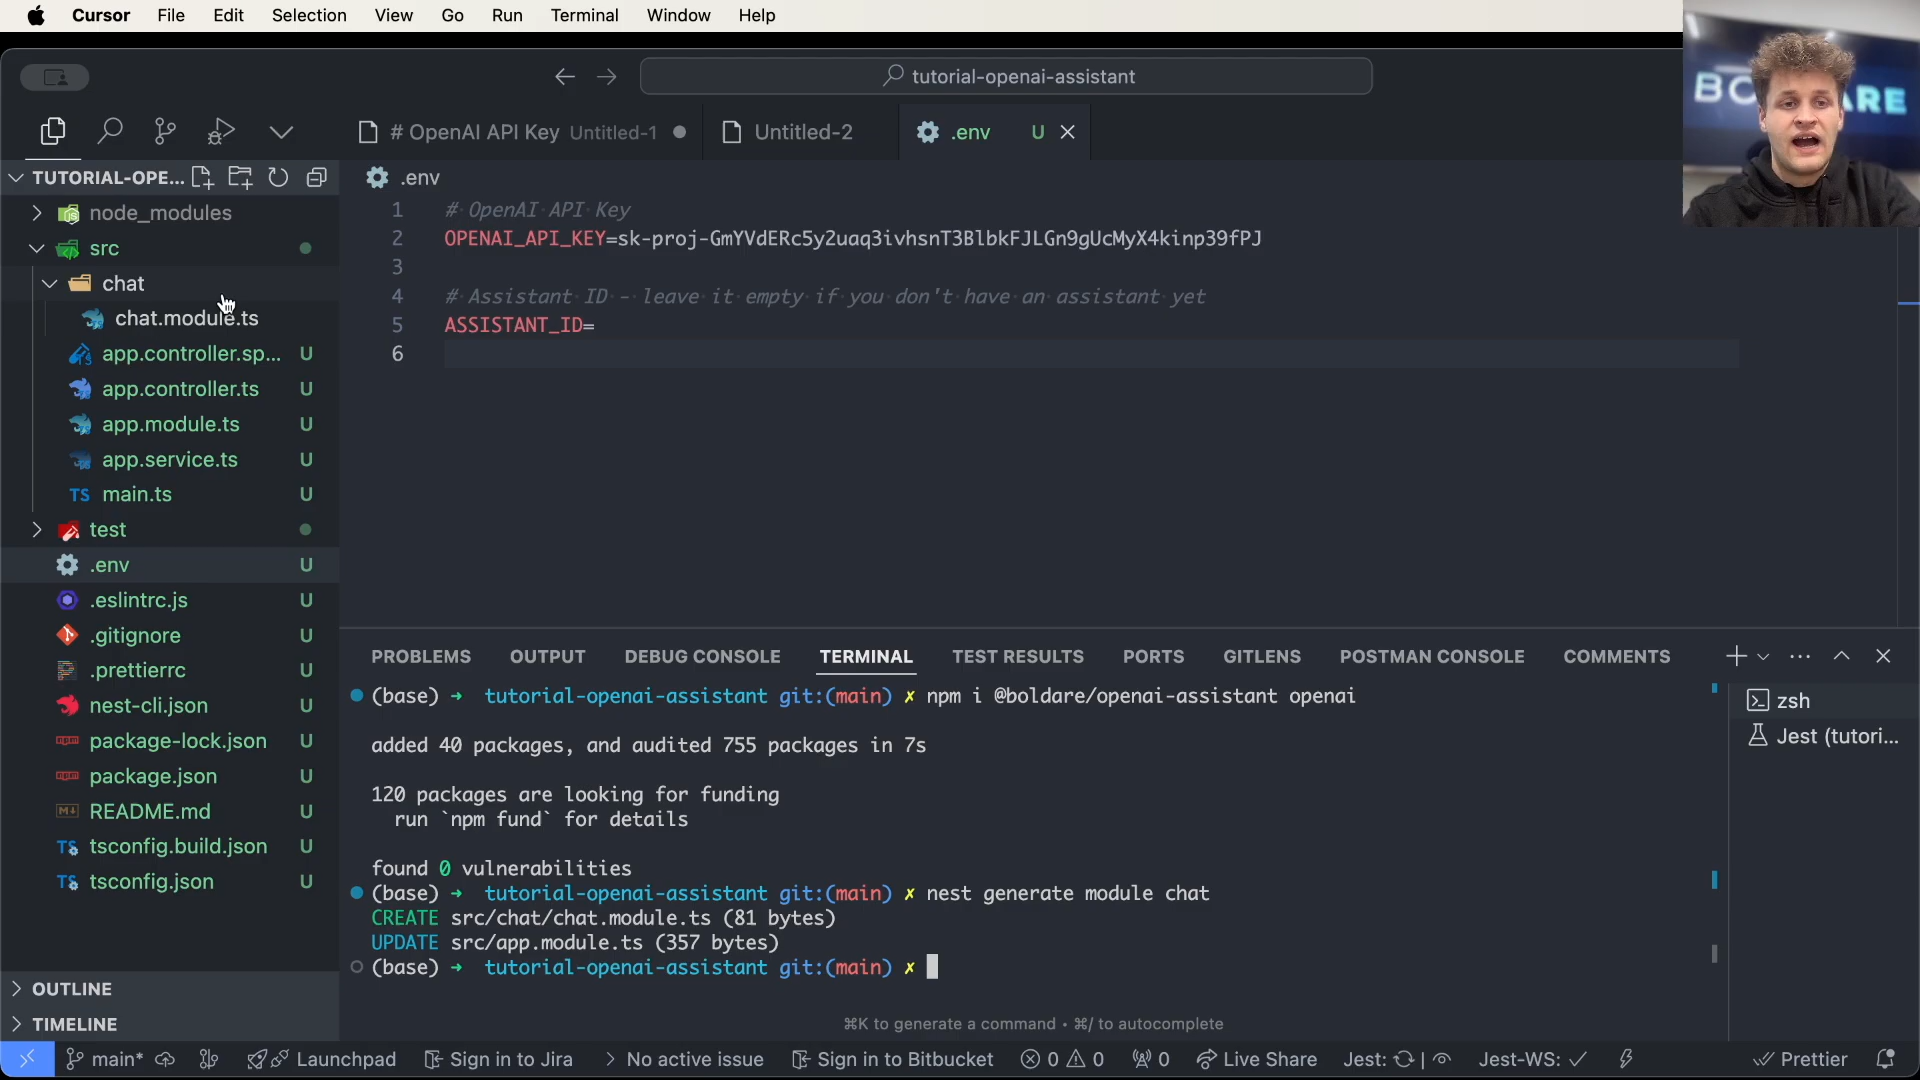 Cursor File Edit Selection View Go Run Terminal Window Help
tutorial-openai-assistant
# OpenAI API Key Untitled-1
Untitled-2
.env U
TUTORIAL-OPE...
node_modules
src
chat
chat.module.ts
app.controller.sp... U
app.controller.ts U
app.module.ts U
app.service.ts U
main.ts U
test
.env U
.eslintrc.js U
.gitignore U
.prettierrc U
nest-cli.json U
package-lock.json U
package.json U
README.md U
tsconfig.build.json U
tsconfig.json U
OUTLINE
TIMELINE
.env
1 # OpenAI API Key
2 OPENAI_API_KEY=sk-proj-GmYVdERc5y2uaq3ivhsnT3BlbkFJLGn9gUcMyX4kinp39fPJ
3
4 # Assistant ID - leave it empty if you don't have an assistant yet
5 ASSISTANT_ID=
6
PROBLEMS OUTPUT DEBUG CONSOLE TERMINAL TEST RESULTS PORTS GITLENS POSTMAN CONSOLE COMMENTS
(base) → tutorial-openai-assistant git:(main) ✗ npm i @boldare/openai-assistant openai
added 40 packages, and audited 755 packages in 7s
120 packages are looking for funding
run `npm fund` for details
found 0 vulnerabilities
(base) → tutorial-openai-assistant git:(main) ✗ nest generate module chat
CREATE src/chat/chat.module.ts (81 bytes)
UPDATE src/app.module.ts (357 bytes)
(base) → tutorial-openai-assistant git:(main) ✗
⌘K to generate a command • ⌘/ to autocomplete
zsh
Jest (tutori...
main* Launchpad Sign in to Jira No active issue Sign in to Bitbucket 0 0 0 Live Share Jest: | Jest-WS: ✓ Prettier